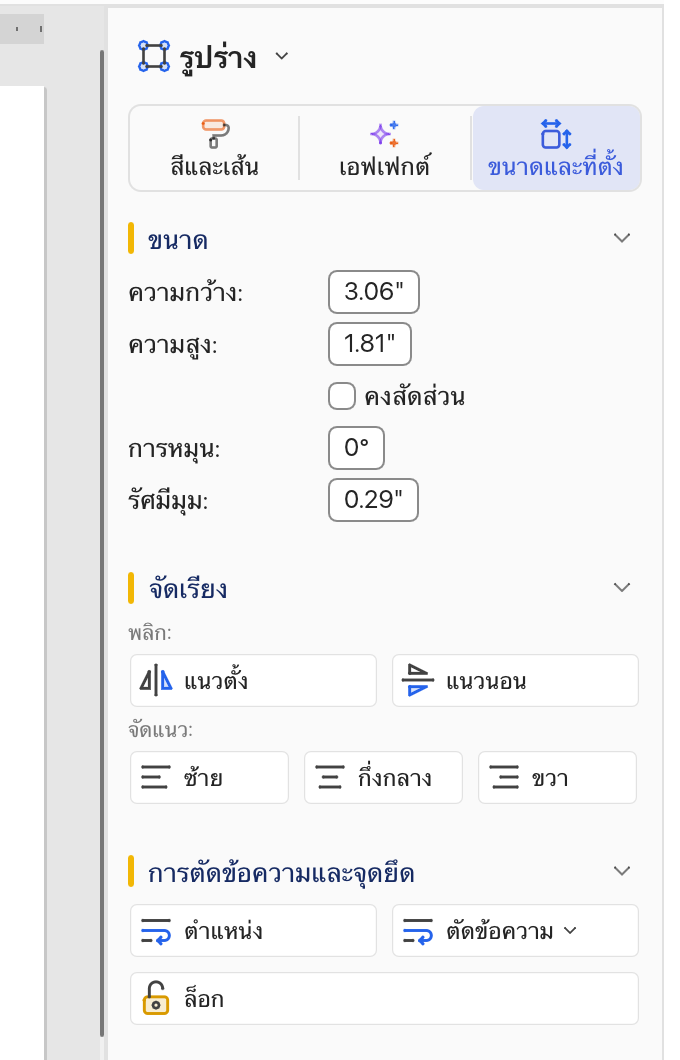 รูปร่าง
สีและเส้น เอฟเฟกต์ ขนาดและที่ตั้ง
ขนาด
ความกว้าง: 3.06"
ความสูง: 1.81"
คงสัดส่วน
การหมุน: 0°
รัศมีมุม: 0.29"
จัดเรียง
พลิก:
แนวตั้ง แนวนอน
จัดแนว:
ซ้าย กึ่งกลาง ขวา
การตัดข้อความและจุดยึด
ตำแหน่ง ตัดข้อความ
ล็อก